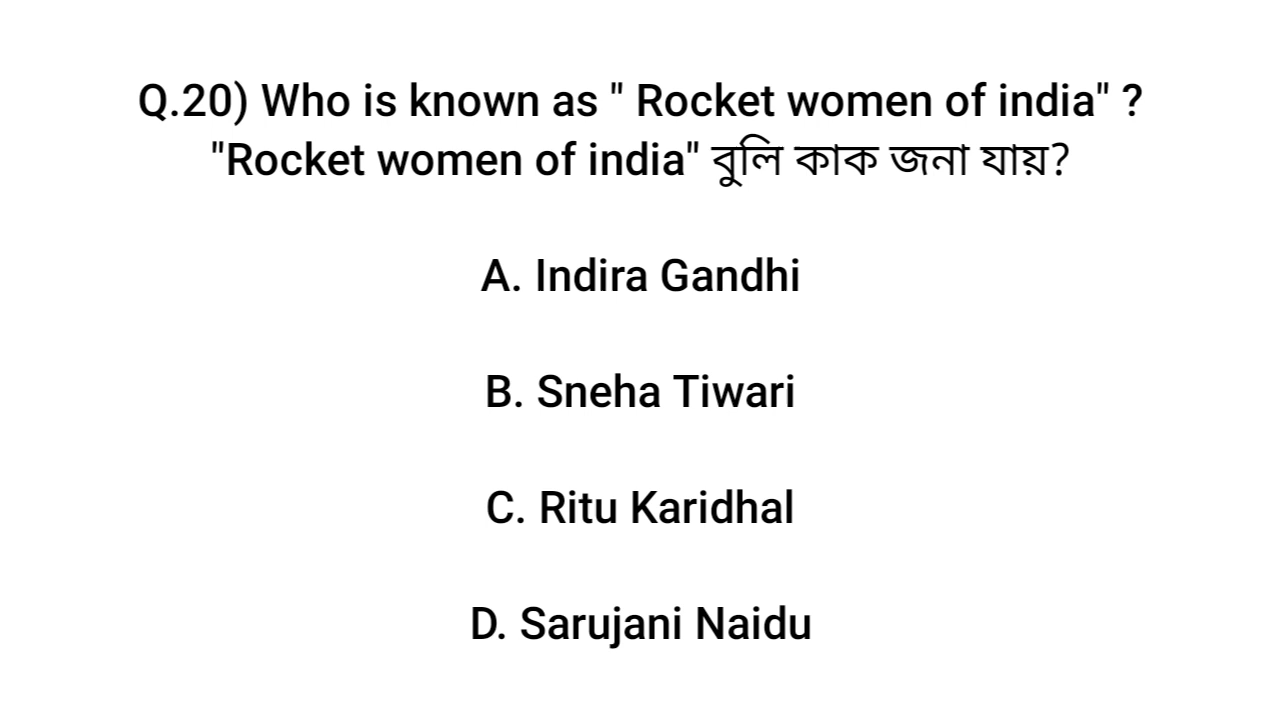 Q.20) Who is known as " Rocket women of india" ?
"Rocket women of india" বুলি কাক জনা যায়?
A. Indira Gandhi
B. Sneha Tiwari
C. Ritu Karidhal
D. Sarujani Naidu